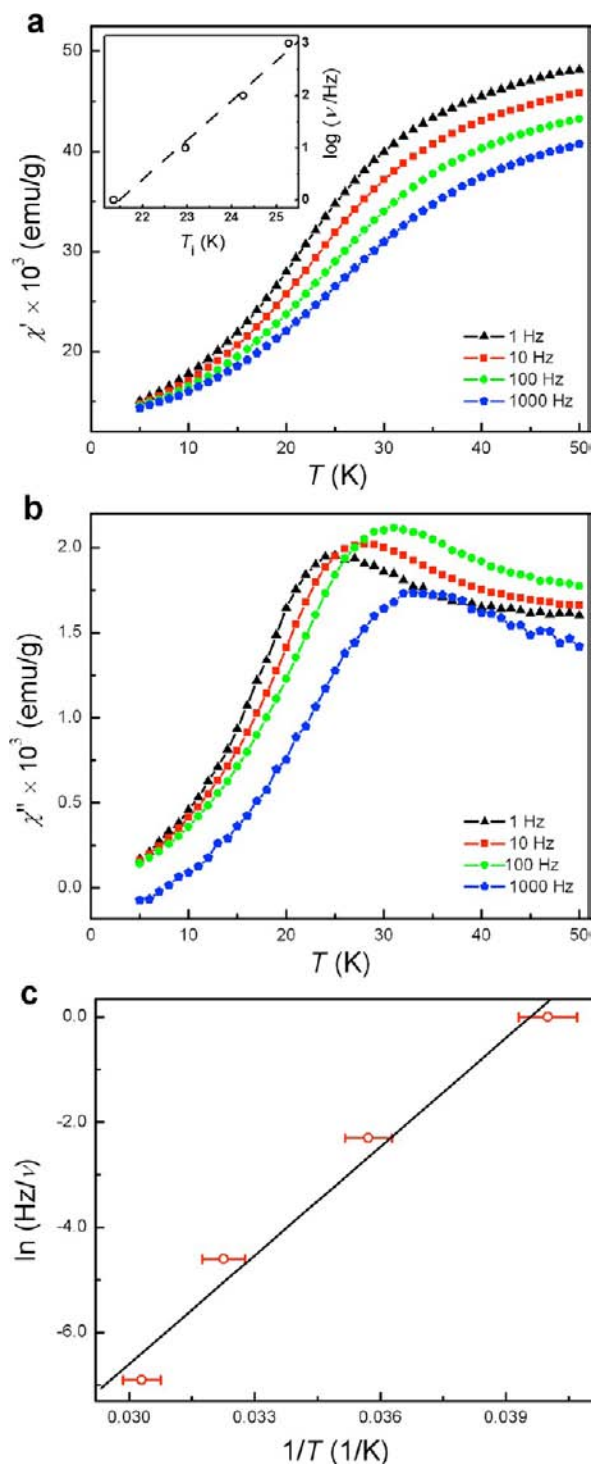 a
50
40
30
20
χ' × 10³ (emu/g)
3
2
1
0
log (ν/Hz)
22 23 24 25
Tᵢ (K)
1 Hz
10 Hz
100 Hz
1000 Hz
0 10 20 30 40 50
T (K)
b
2.0
1.5
1.0
0.5
0.0
χ" × 10³ (emu/g)
1 Hz
10 Hz
100 Hz
1000 Hz
0 10 20 30 40 50
T (K)
c
0.0
-2.0
-4.0
-6.0
ln (Hz/ν)
0.030 0.033 0.036 0.039
1/T (1/K)